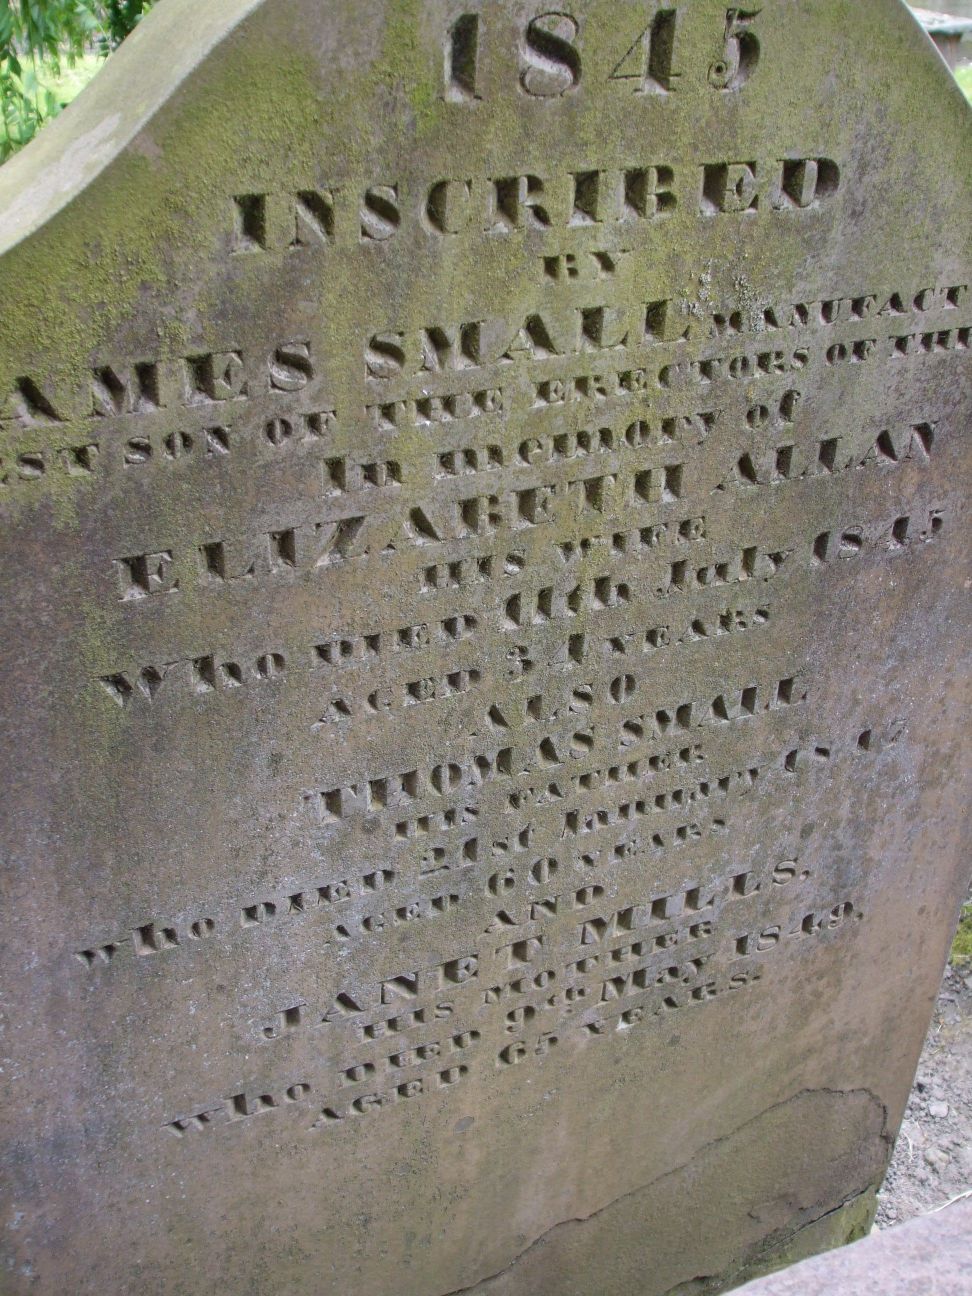 1845
INSCRIBED
BY
AMES SMALL MANUFACT
EST SON OF THE ERECTORS OF THI
In memory of
ELIZABETH ALLAN
HIS WIFE
Who DIED 11th July 1845
AGED 34 YEARS
ALSO
THOMAS SMALL
HIS FATHER
who DIED 21st
AGED 60 YEARS
AND
JANET MILLS.
HIS MOTHER
who DIED 9th May 1849.
AGED 65 YEARS.